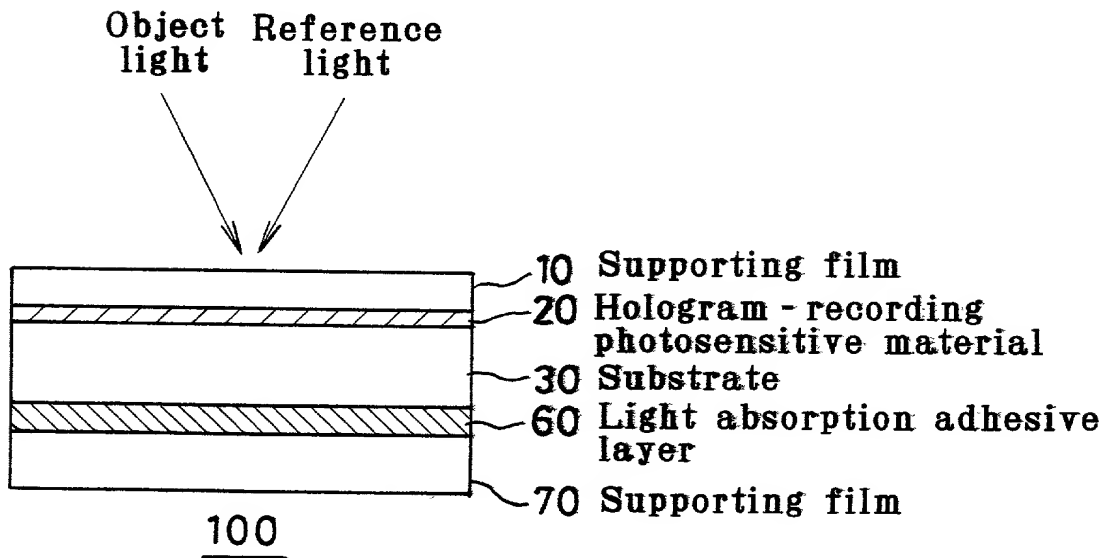 Object Reference
light light
10 Supporting film
20 Hologram - recording
photosensitive material
30 Substrate
60 Light absorption adhesive
layer
70 Supporting film
100